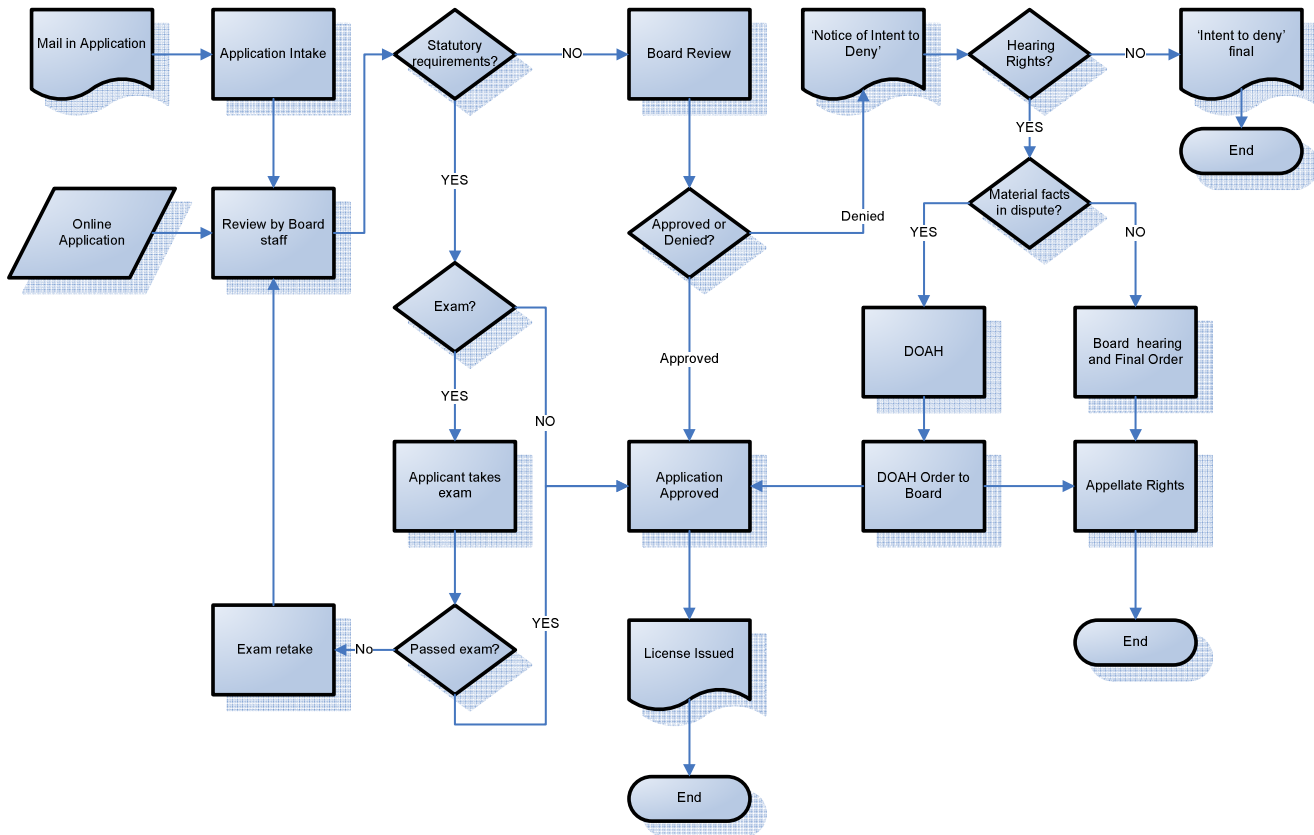 Mail in Application
Application Intake
Statutory
requirements?
NO
Board Review
‘Notice of Intent to
Deny’
Hearing
Rights?
NO
‘Intent to deny’
final
YES
End
YES
Online
Application
Review by Board
staff
Approved or
Denied?
Denied
Material facts
in dispute?
YES
NO
Exam?
Approved
DOAH
Board hearing
and Final Order
YES
NO
Applicant takes
exam
Application
Approved
DOAH Order to
Board
Appellate Rights
YES
Exam retake
No
Passed exam?
License Issued
End
End